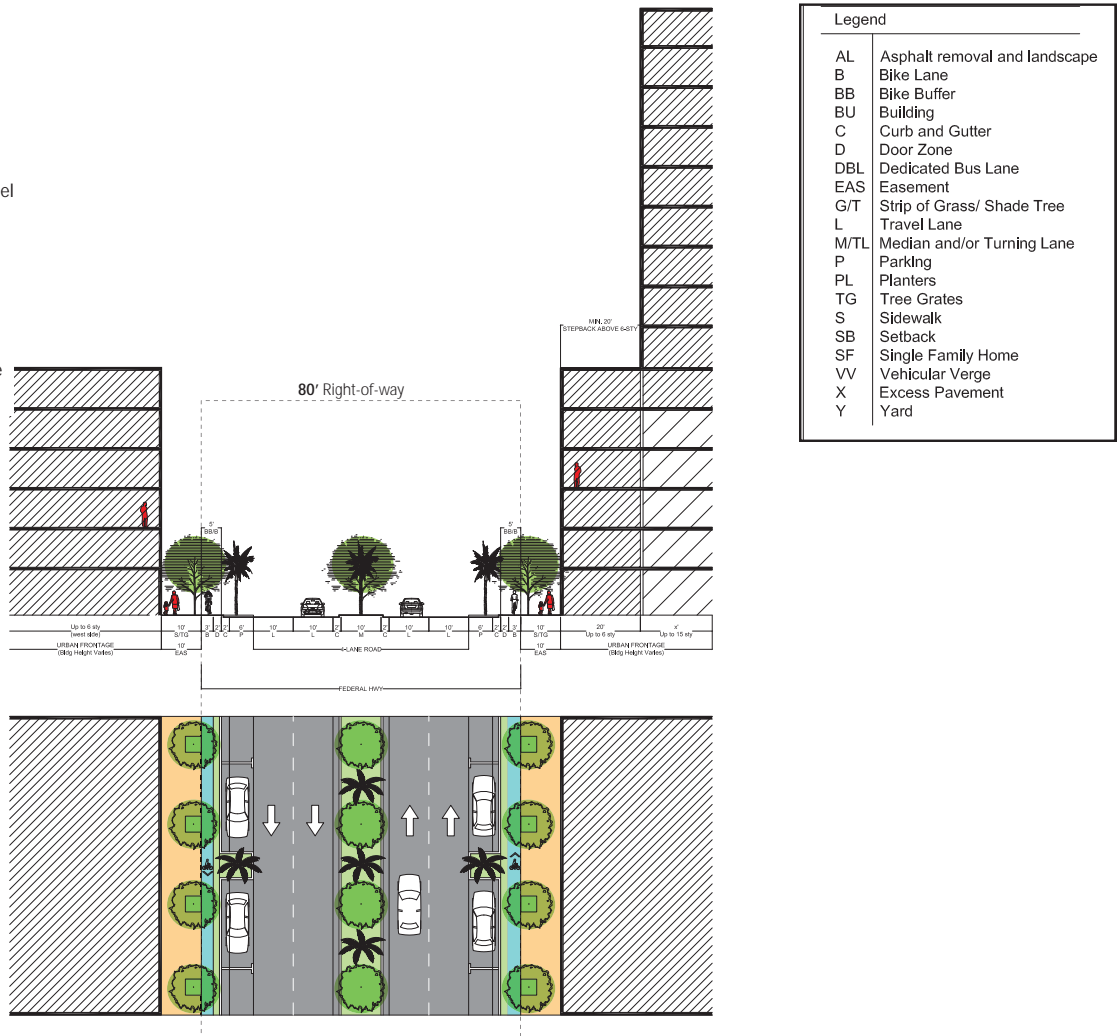 el
e
MIN. 20'
STEPBACK ABOVE 6-STY
80' Right-of-way
5'
BB/B
5'
BB/B
Up to 6 sty
(west side)
10'
S/TG
3'
B
2'
D
2'
C
6'
P
10'
L
10'
L
2'
C
10'
M
2'
C
10'
L
10'
L
6'
P
2'
C
2'
D
3'
B
10'
S/TG
20'
Up to 6 sty
x'
Up to 15 sty
URBAN FRONTAGE
(Bldg Height Varies)
10'
EAS
4-LANE ROAD
10'
EAS
URBAN FRONTAGE
(Bldg Height Varies)
FEDERAL HWY
Legend
AL Asphalt removal and landscape
B Bike Lane
BB Bike Buffer
BU Building
C Curb and Gutter
D Door Zone
DBL Dedicated Bus Lane
EAS Easement
G/T Strip of Grass/ Shade Tree
L Travel Lane
M/TL Median and/or Turning Lane
P Parking
PL Planters
TG Tree Grates
S Sidewalk
SB Setback
SF Single Family Home
VV Vehicular Verge
X Excess Pavement
Y Yard